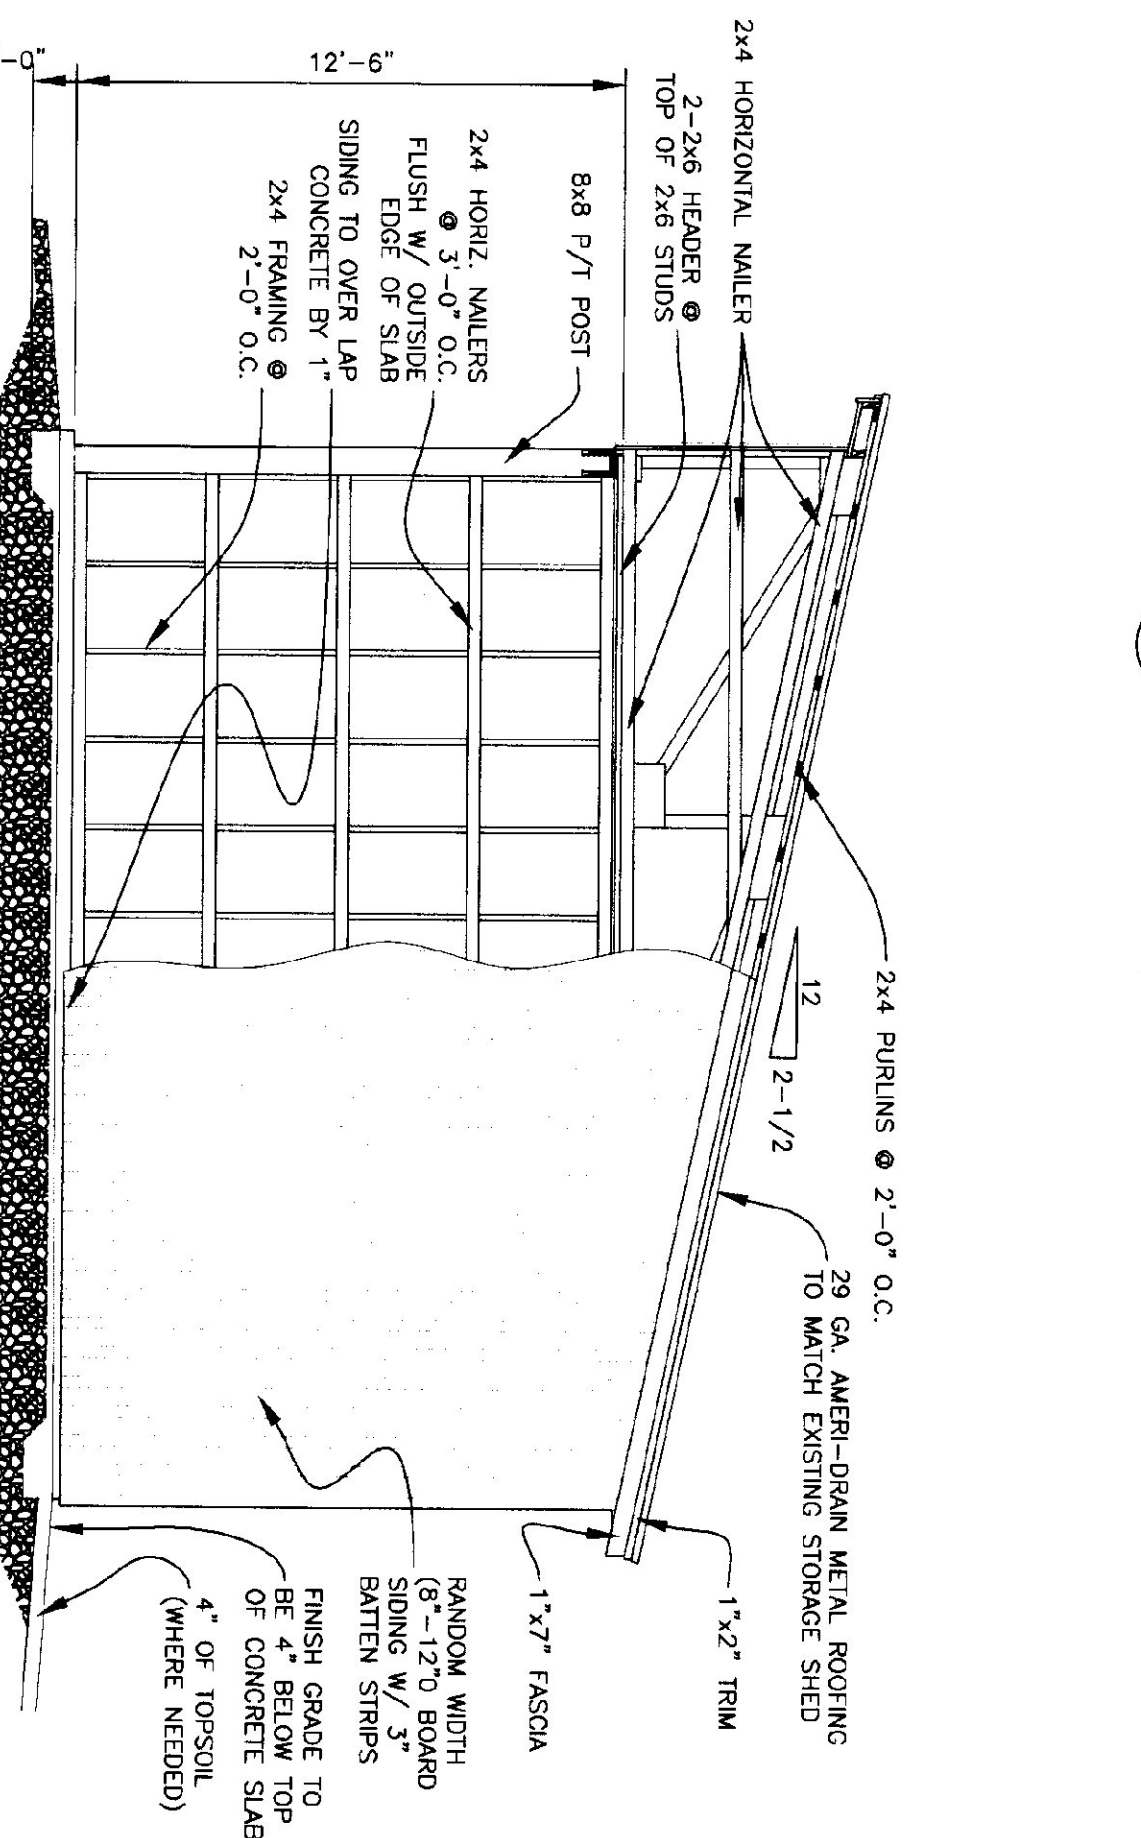 2x4 HORIZONTAL NAILER
2-2x6 HEADER @
TOP OF 2x6 STUDS
8x8 P/T POST
2x4 HORIZ. NAILERS
@ 3'-0" O.C.
FLUSH W/ OUTSIDE
EDGE OF SLAB
SIDING TO OVER LAP
CONCRETE BY 1"
2x4 FRAMING @
2'-0" O.C.
12'-6"
-0"
2x4 PURLINS @ 2'-0" O.C.
12
2-1/2
29 GA. AMERI-DRAIN METAL ROOFING
TO MATCH EXISTING STORAGE SHED
1"x2" TRIM
1"x7" FASCIA
RANDOM WIDTH
(8"-12"0 BOARD
SIDING W/ 3"
BATTEN STRIPS
FINISH GRADE TO
BE 4" BELOW TOP
OF CONCRETE SLAB
4" OF TOPSOIL
(WHERE NEEDED)